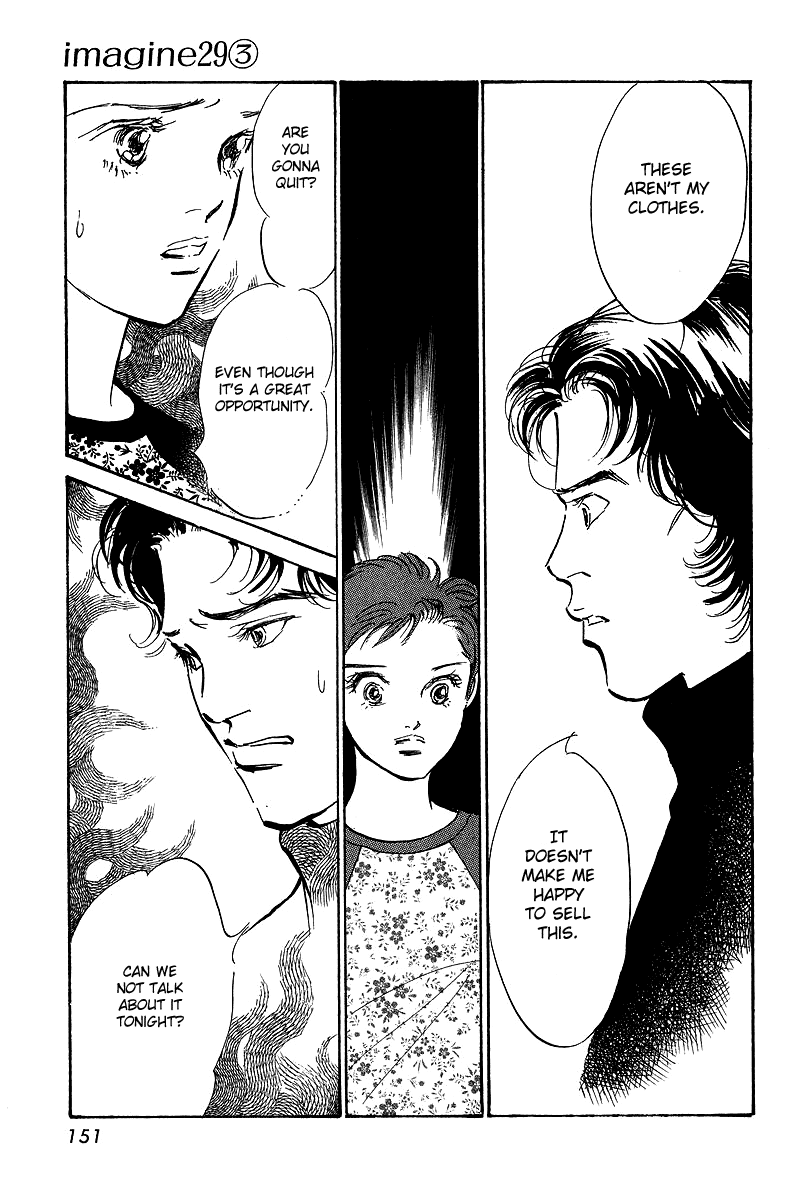 imagine29③
THESE
AREN'T MY
CLOTHES.
IT
DOESN'T
MAKE ME
HAPPY
TO SELL
THIS.
ARE
YOU
GONNA
QUIT?
EVEN THOUGH
IT'S A GREAT
OPPORTUNITY.
CAN WE
NOT TALK
ABOUT IT
TONIGHT?
151